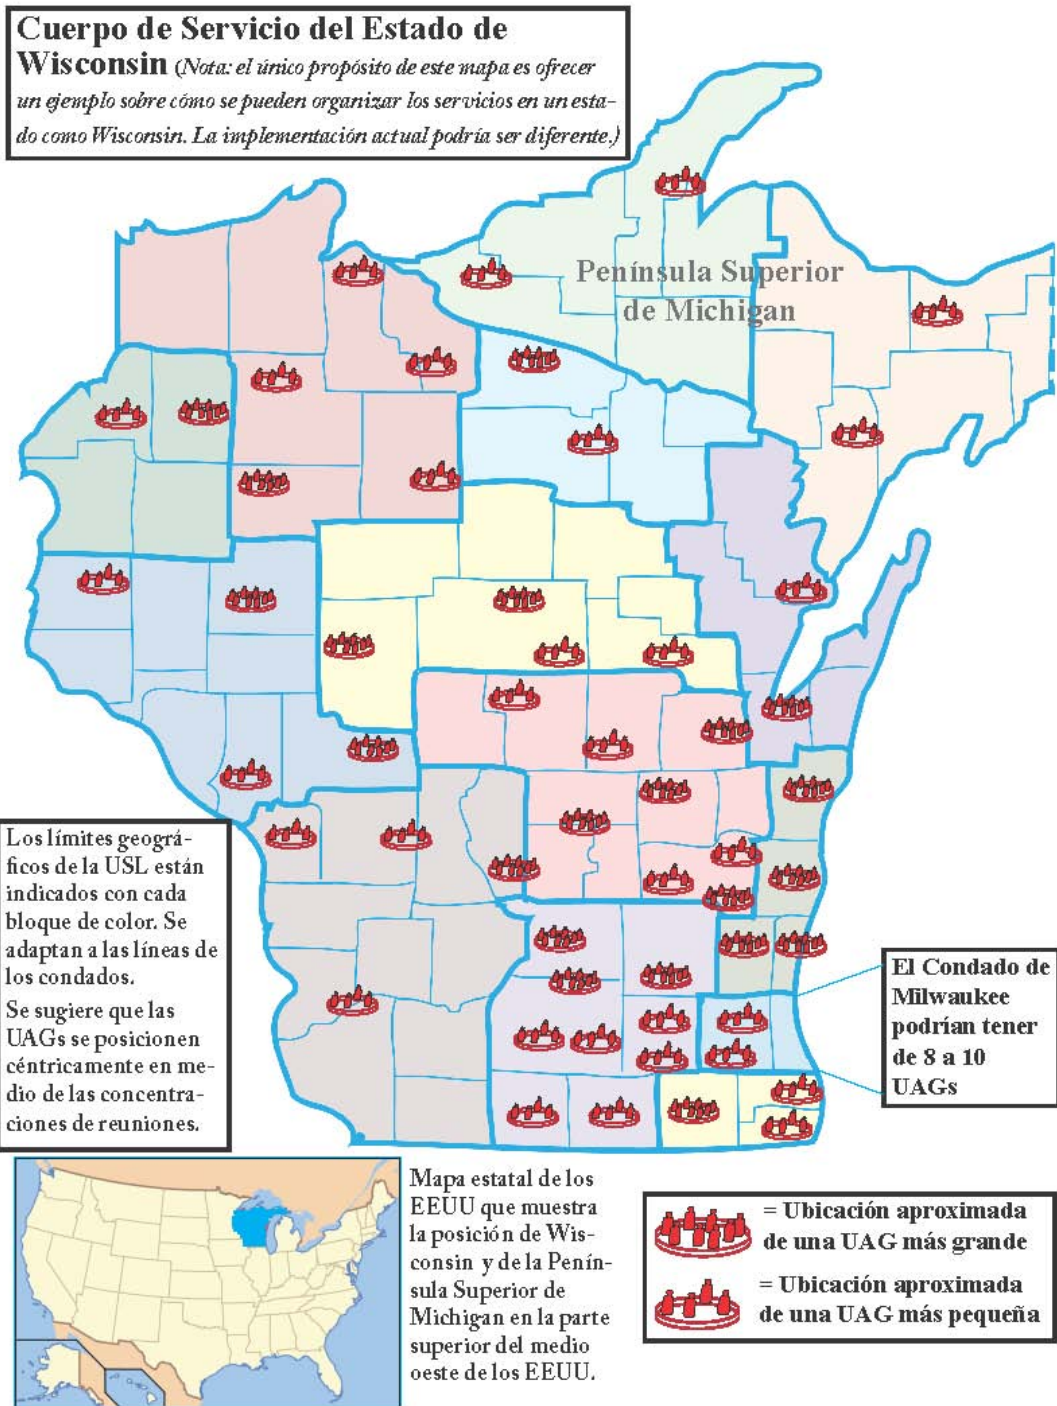 Cuerpo de Servicio del Estado de
Wisconsin (Nota: el único propósito de este mapa es ofrecer
un ejemplo sobre cómo se pueden organizar los servicios en un esta-
do como Wisconsin. La implementación actual podría ser diferente.)
Península Superior
de Michigan
Los límites geográ-
ficos de la USL están
indicados con cada
bloque de color. Se
adaptan a las líneas de
los condados.
Se sugiere que las
UAGs se posicionen
céntricamente en me-
dio de las concentra-
ciones de reuniones.
El Condado de
Milwaukee
podrían tener
de 8 a 10
UAGs
Mapa estatal de los
EEUU que muestra
la posición de Wis-
consin y de la Penín-
sula Superior de
Michigan en la parte
superior del medio
oeste de los EEUU.
= Ubicación aproximada
de una UAG más grande
= Ubicación aproximada
de una UAG más pequeña